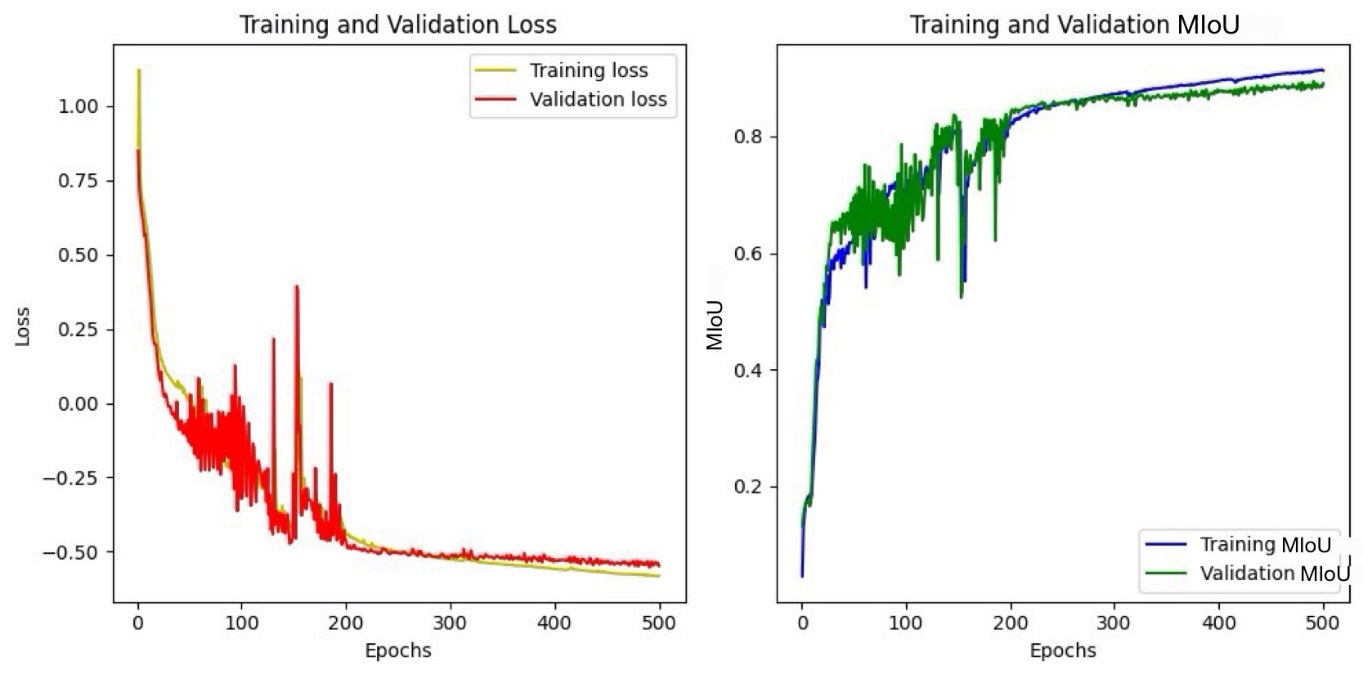 Training and Validation Loss
Training loss
Validation loss
1.00
0.75
0.50
0.25
0.00
−0.25
−0.50
Loss
0 100 200 300 400 500
Epochs
Training and Validation MIoU
0.8
0.6
0.4
0.2
MIoU
Training MIoU
Validation MIoU
0 100 200 300 400 500
Epochs